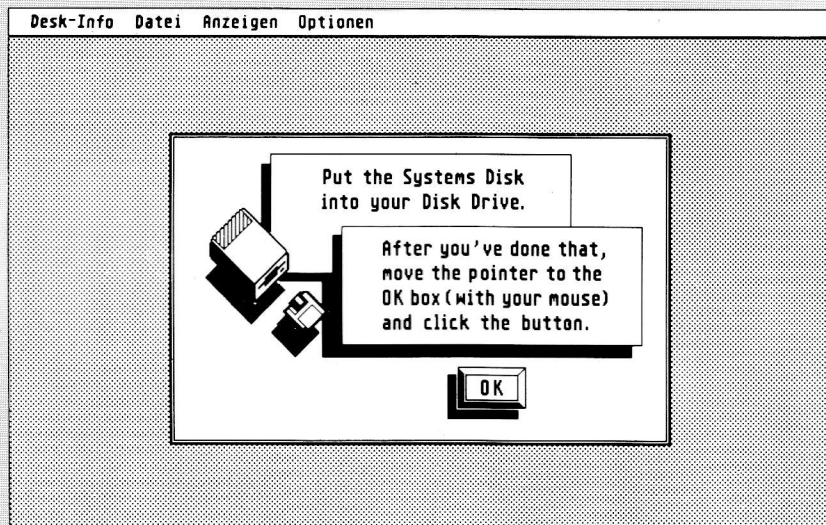 Desk-Info Datei Anzeigen Optionen
Put the Systems Disk
into your Disk Drive.
After you've done that,
move the pointer to the
OK box(with your mouse)
and click the button.
OK